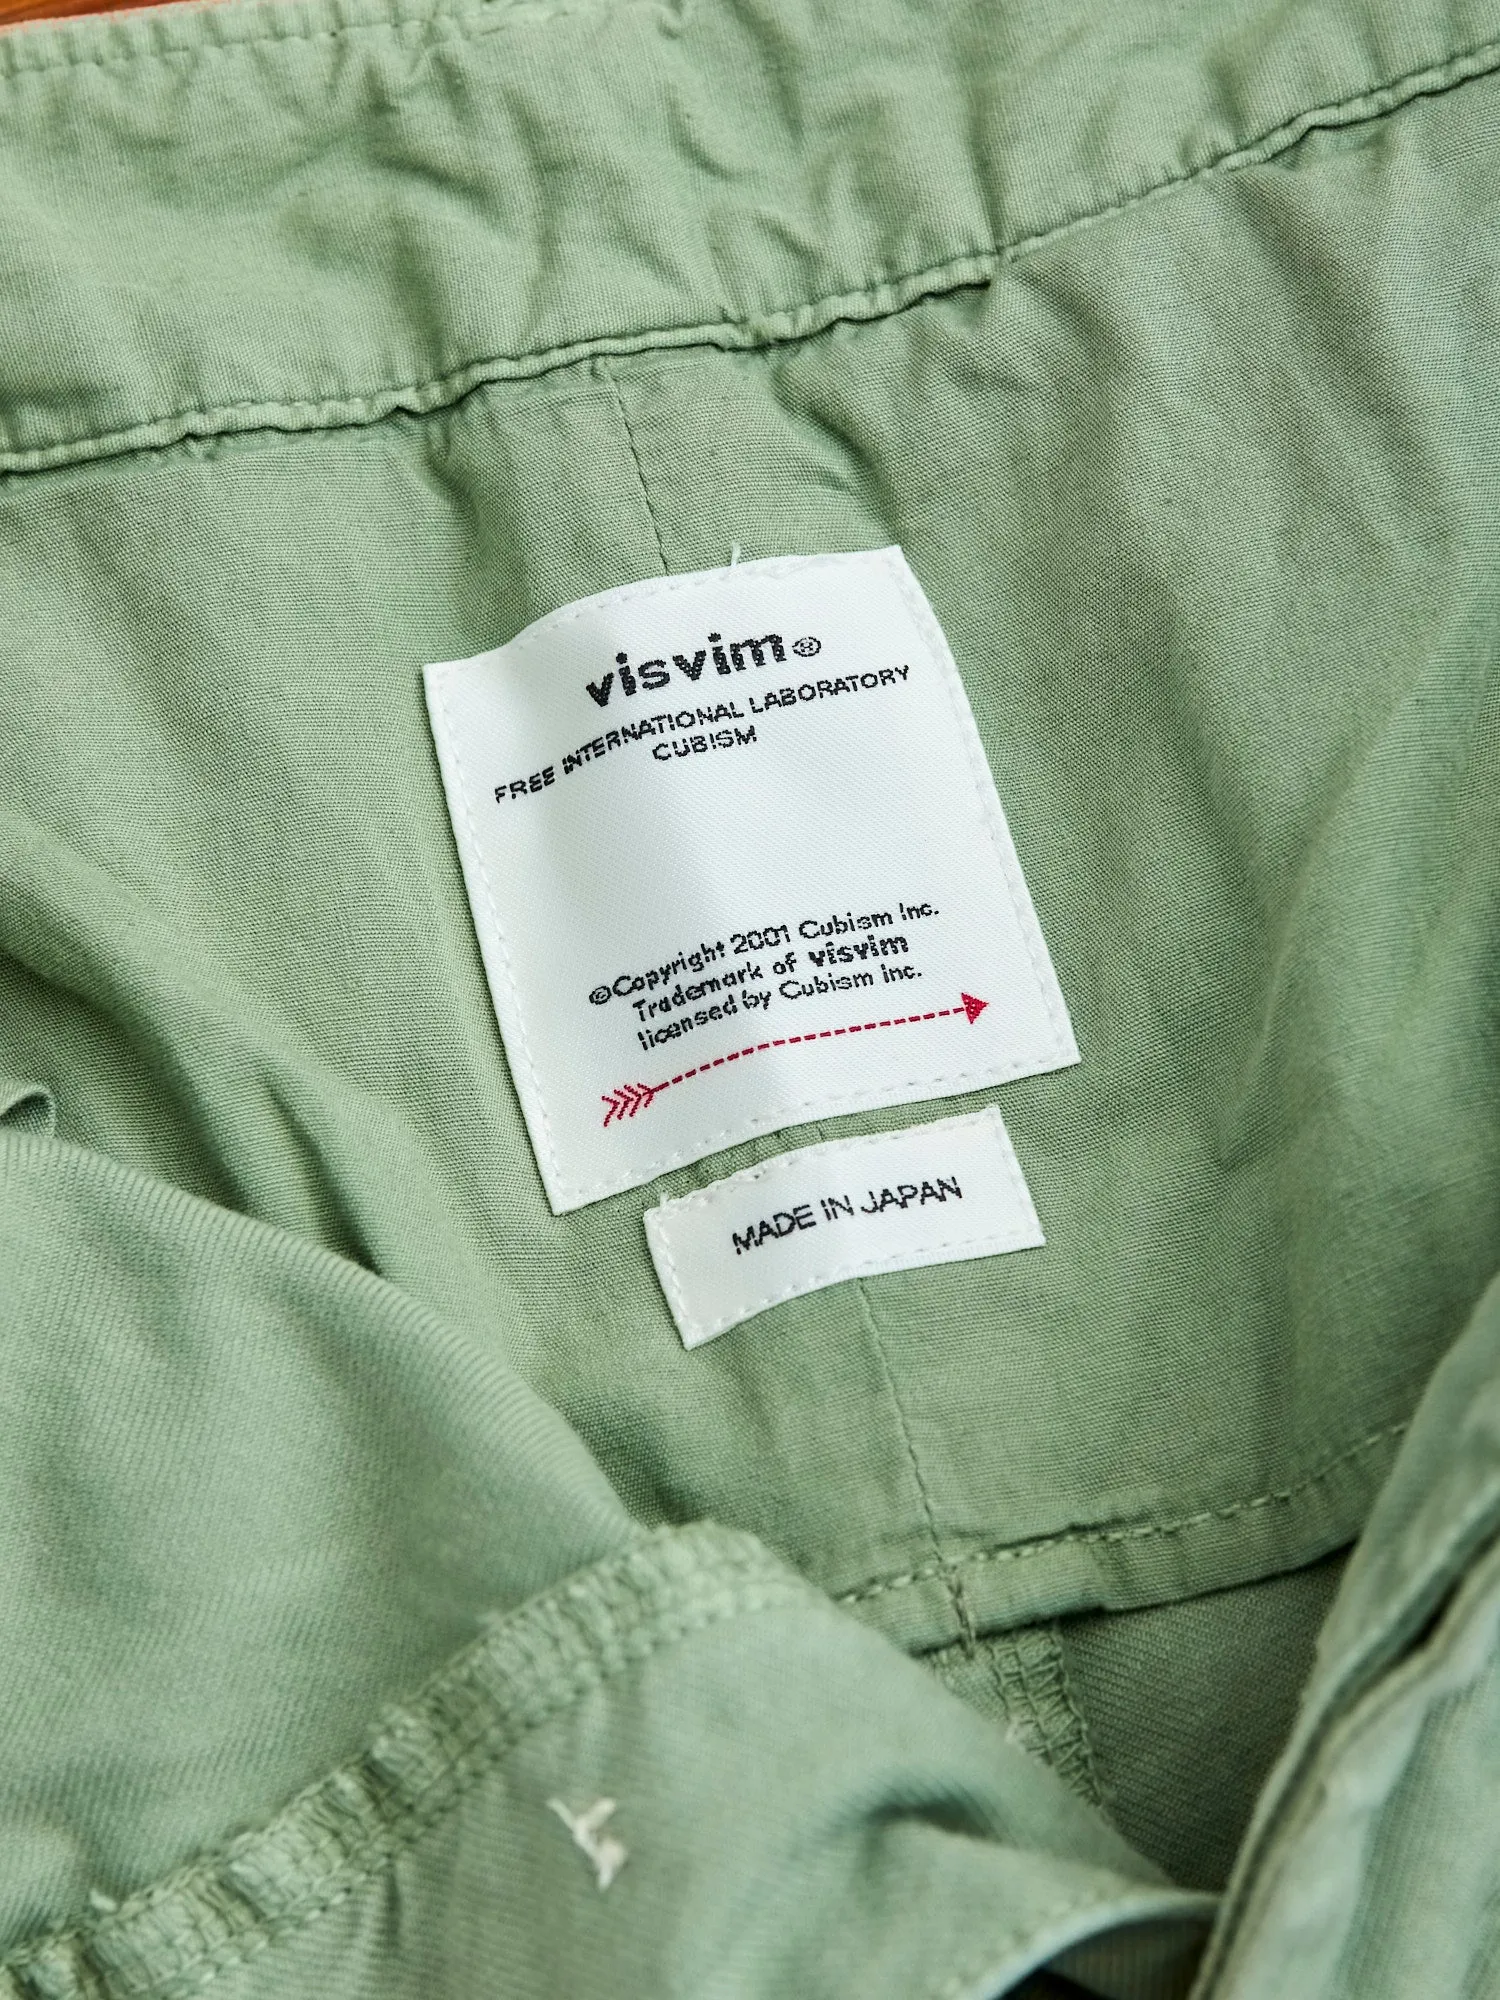 visvim®
FREE INTERNATIONAL LABORATORY
CUBISM
©Copyright 2001 Cubism Inc.
Trademark of visvim
licensed by Cubism Inc.
MADE IN JAPAN